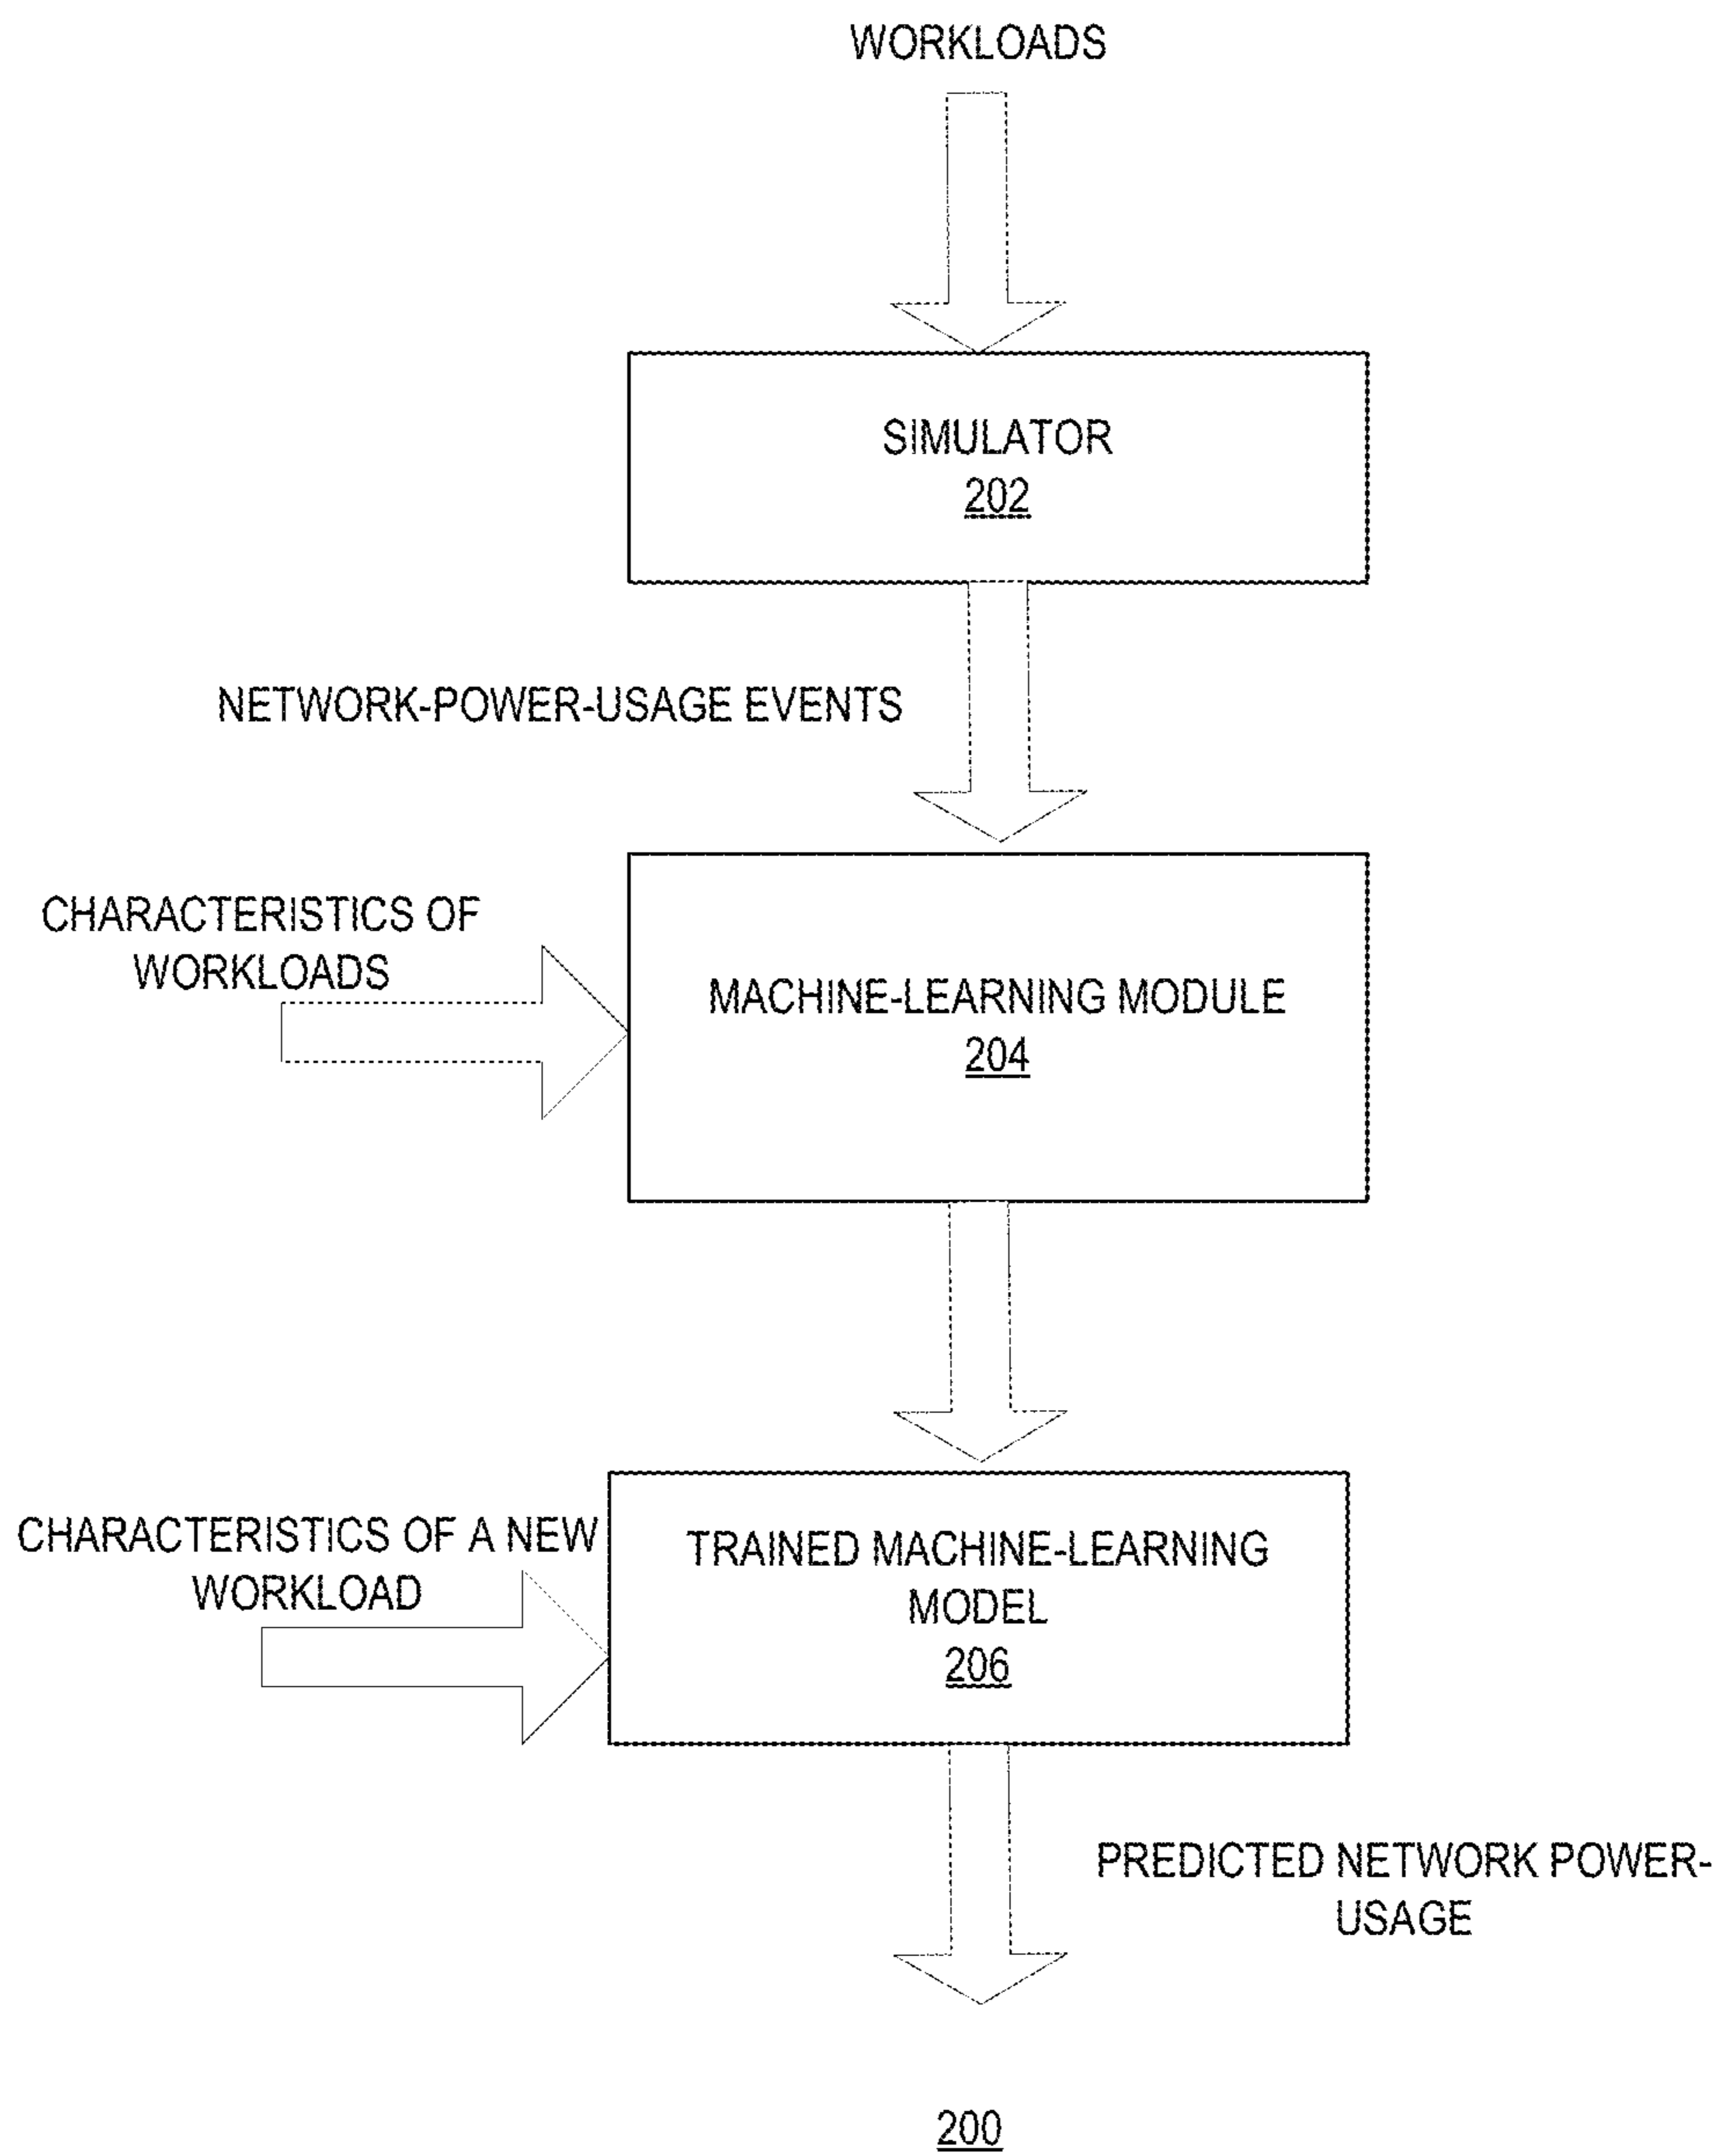 WORKLOADS
SIMULATOR
202
NETWORK-POWER-USAGE EVENTS
CHARACTERISTICS OF
WORKLOADS
MACHINE-LEARNING MODULE
204
CHARACTERISTICS OF A NEW
WORKLOAD
TRAINED MACHINE-LEARNING
MODEL
206
PREDICTED NETWORK POWER-
USAGE
200